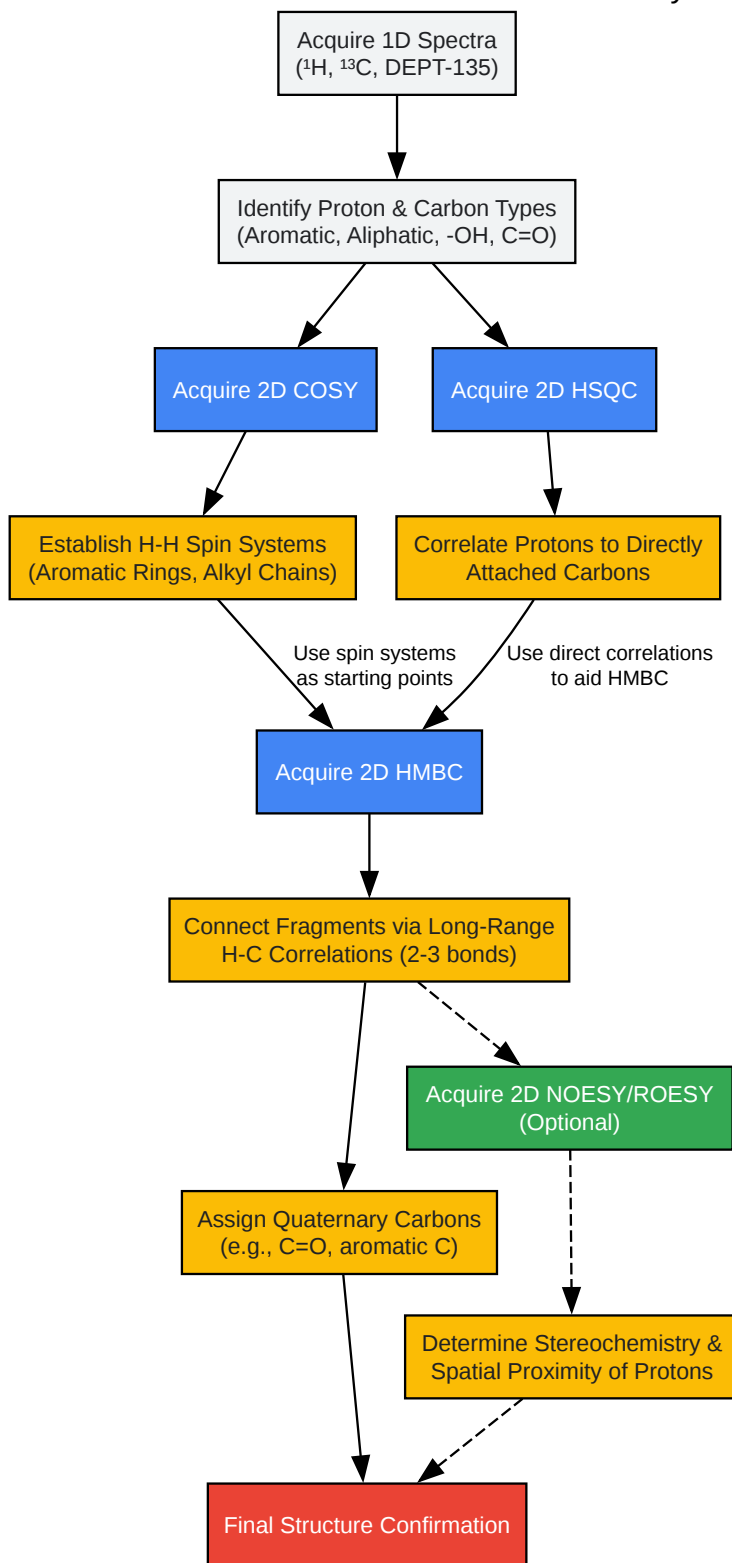 Acquire 1D Spectra
(¹H, ¹³C, DEPT-135)
Identify Proton & Carbon Types
(Aromatic, Aliphatic, -OH, C=O)
Acquire 2D COSY
Acquire 2D HSQC
Establish H-H Spin Systems
(Aromatic Rings, Alkyl Chains)
Correlate Protons to Directly
Attached Carbons
Use spin systems
as starting points
Use direct correlations
to aid HMBC
Acquire 2D HMBC
Connect Fragments via Long-Range
H-C Correlations (2-3 bonds)
Acquire 2D NOESY/ROESY
(Optional)
Assign Quaternary Carbons
(e.g., C=O, aromatic C)
Determine Stereochemistry &
Spatial Proximity of Protons
Final Structure Confirmation